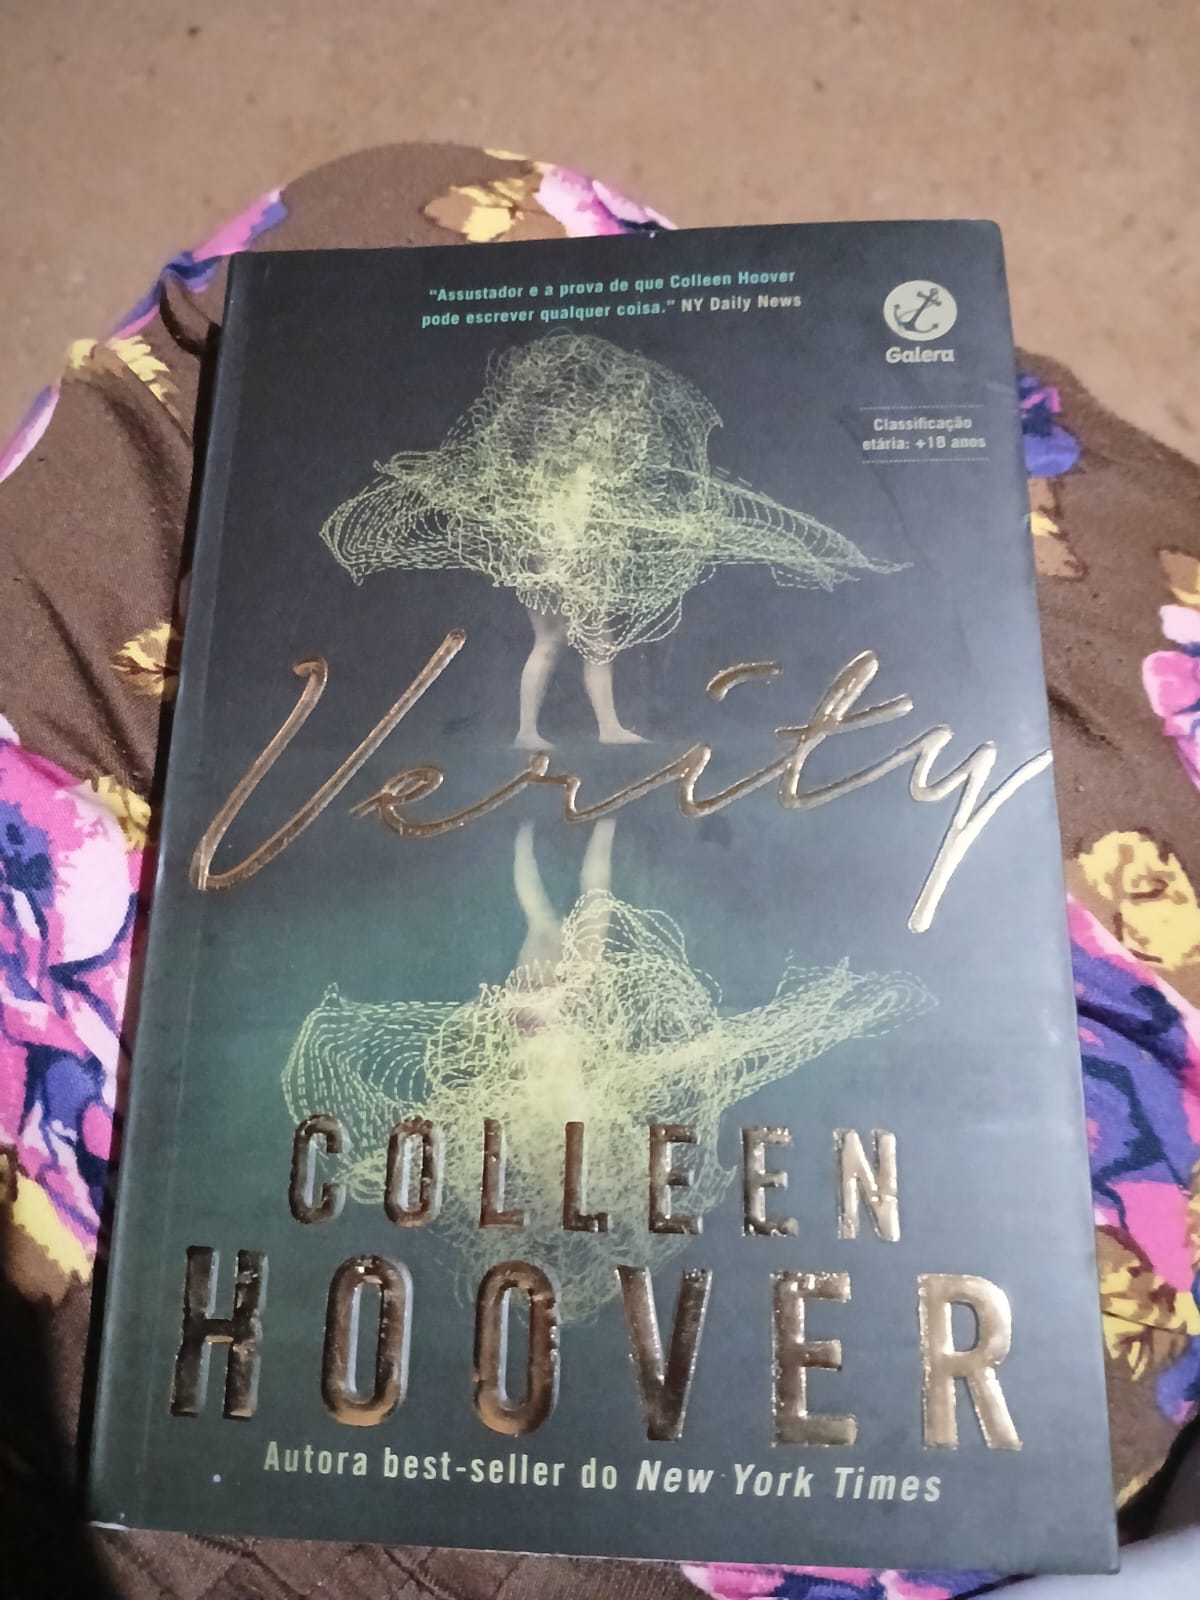 "Assustador e a prova de que Colleen Hoover
pode escrever qualquer coisa." NY Daily News
Galera
Classificação
etária: +18 anos
Verity
COLLEEN
HOOVER
Autora best-seller do New York Times